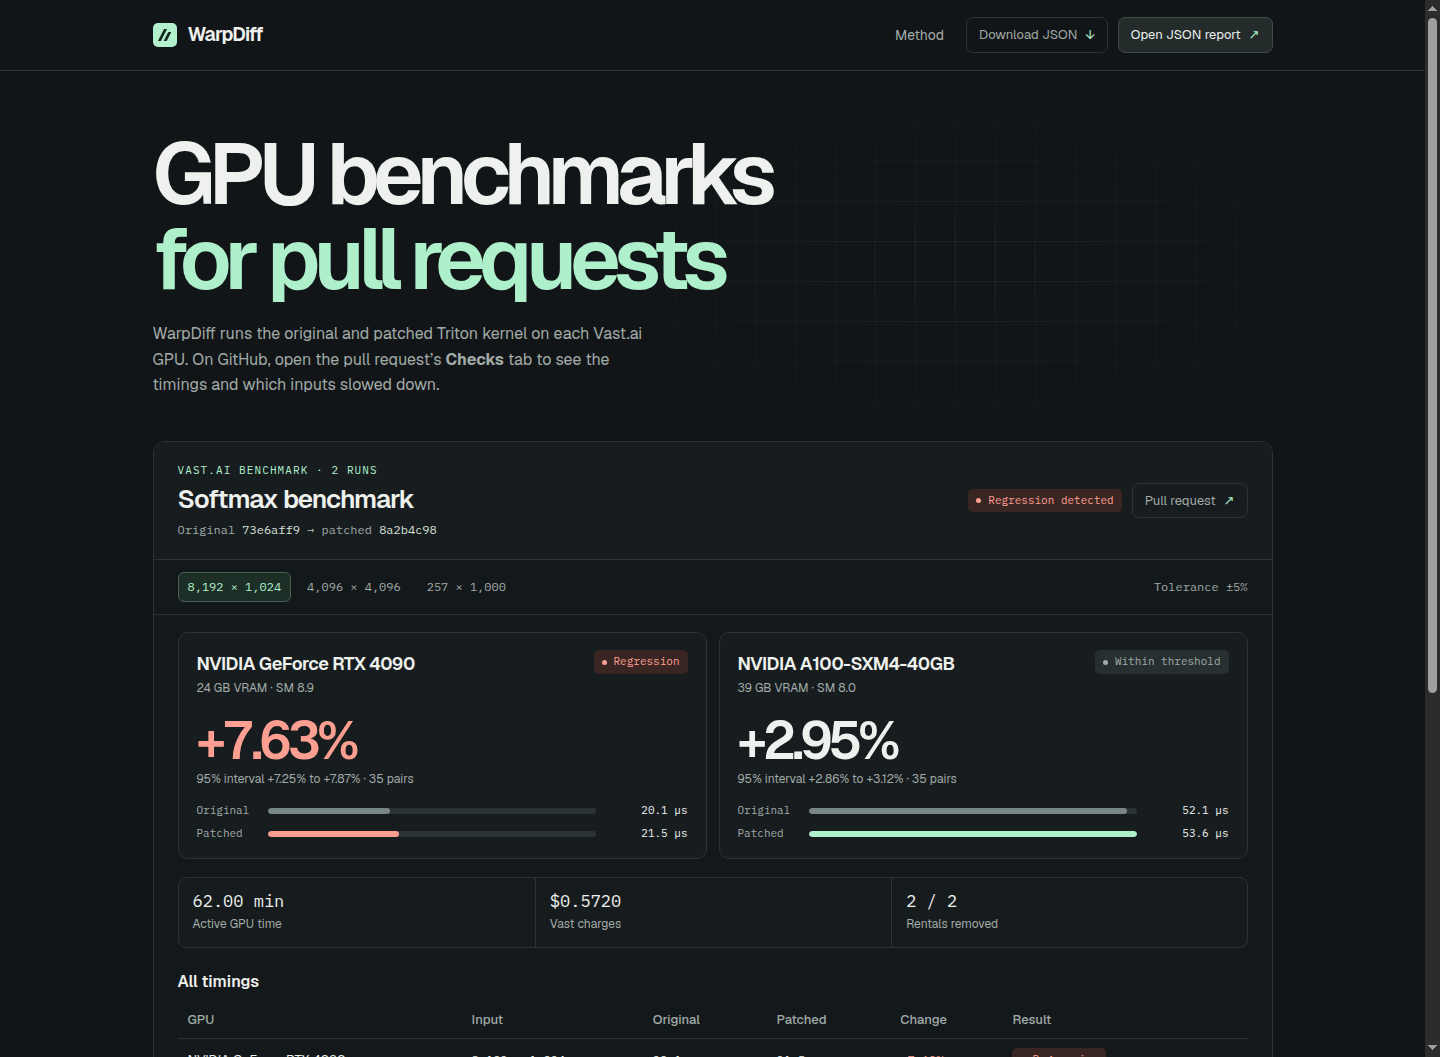 WarpDiff
Method
Download JSON ↓
Open JSON report ↗
GPU benchmarks
for pull requests
WarpDiff runs the original and patched Triton kernel on each Vast.ai
GPU. On GitHub, open the pull request's Checks tab to see the
timings and which inputs slowed down.
VAST.AI BENCHMARK · 2 RUNS
Softmax benchmark
Original 73e6aff9 → patched 8a2b4c98
Regression detected
Pull request ↗
8,192 × 1,024
4,096 × 4,096
257 × 1,000
Tolerance ±5%
NVIDIA GeForce RTX 4090
Regression
24 GB VRAM · SM 8.9
+7.63%
95% interval +7.25% to +7.87% · 35 pairs
Original 20.1 µs
Patched 21.5 µs
NVIDIA A100-SXM4-40GB
Within threshold
39 GB VRAM · SM 8.0
+2.95%
95% interval +2.86% to +3.12% · 35 pairs
Original 52.1 µs
Patched 53.6 µs
62.00 min
Active GPU time
$0.5720
Vast charges
2 / 2
Rentals removed
All timings
GPU Input Original Patched Change Result